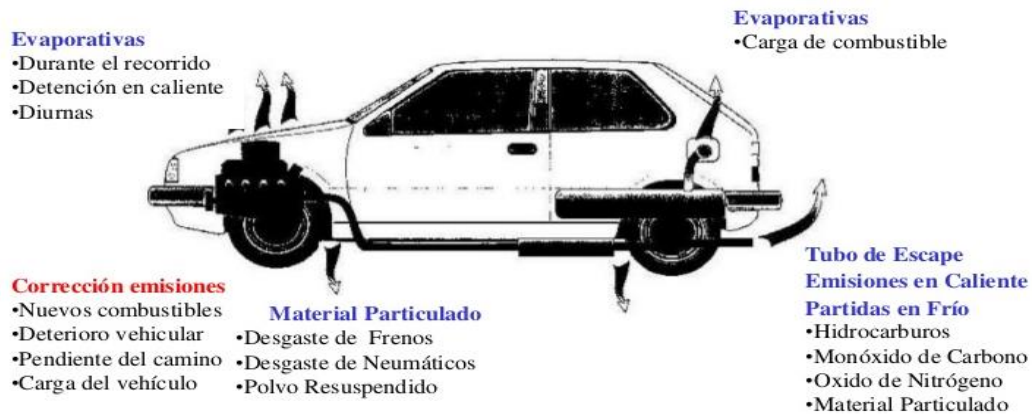 Evaporativas
•Durante el recorrido
•Detención en caliente
•Diurnas
Evaporativas
•Carga de combustible
Corrección emisiones
•Nuevos combustibles
•Deterioro vehicular
•Pendiente del camino
•Carga del vehículo
Material Particulado
•Desgaste de Frenos
•Desgaste de Neumáticos
•Polvo Resuspendido
Tubo de Escape
Emisiones en Caliente
Partidas en Frío
•Hidrocarburos
•Monóxido de Carbono
•Oxido de Nitrógeno
•Material Particulado